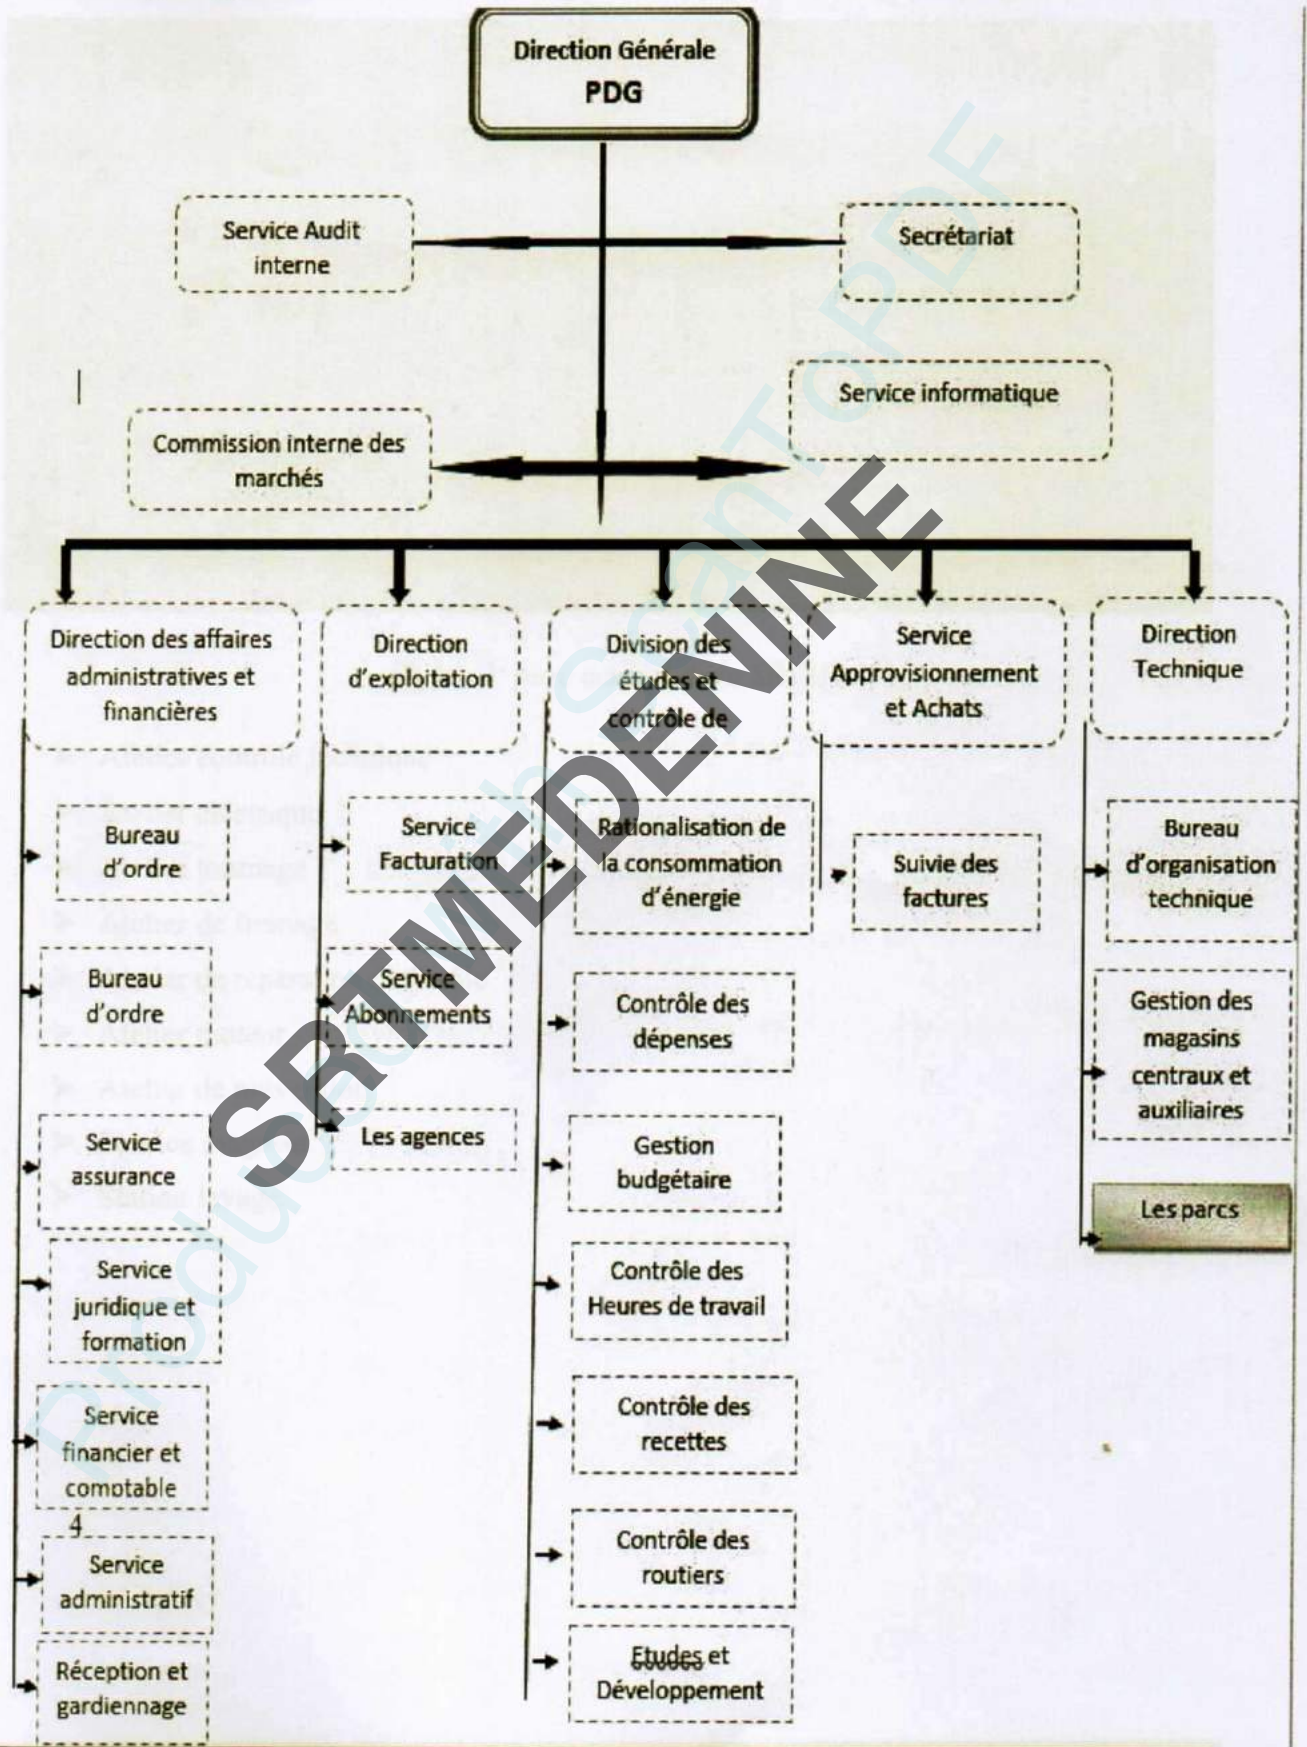 Direction Générale
PDG
Service Audit
interne
Secrétariat
Service informatique
Commission interne des
marchés
Direction des affaires
administratives et
financières
Direction
d'exploitation
Division des
études et
contrôle de
Service
Approvisionnement
et Achats
Direction
Technique
Bureau
d'ordre
Bureau
d'ordre
Service
assurance
Service
juridique et
formation
Service
financier et
comotable
4
Service
administratif
Réception et
gardiennage
Service
Facturation
Service
Abonnements
Les agences
Rationalisation de
la consommation
d'énergie
Contrôle des
dépenses
Gestion
budgétaire
Contrôle des
Heures de travail
Contrôle des
recettes
Contrôle des
routiers
Etudes et
Développement
Suivie des
factures
Bureau
d'organisation
technique
Gestion des
magasins
centraux et
auxiliaires
Les parcs
SRTMEDENINE
Produced with ScanToPDF